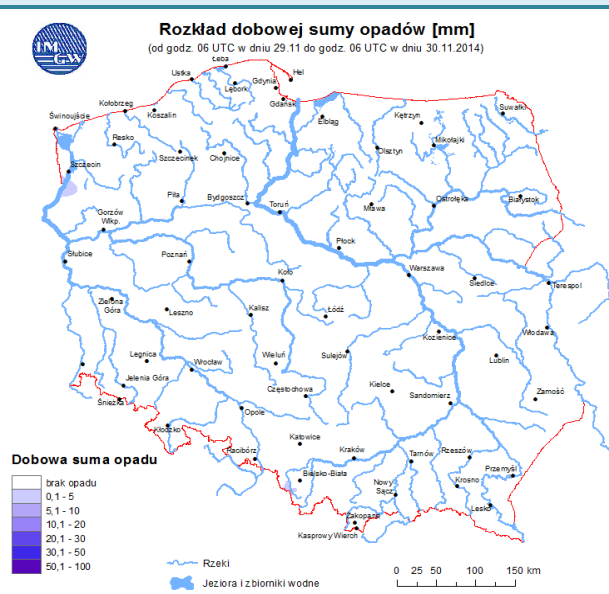 Rozkład dobowej sumy opadów [mm]
(od godz. 06 UTC w dniu 29.11 do godz. 06 UTC w dniu 30.11.2014)
IM
GW
Łeba
Ustka
Hel
Lębork
Gdynia
Gdańsk
Kołobrzeg
Koszalin
Świnoujście
Resko
Elbląg
Kętrzyn
Suwałki
Mikołajki
Szczecin
Szczecinek
Chojnice
Olsztyn
Piła
Bydgoszcz
Toruń
Mława
Ostrołęka
Białystok
Gorzów
Wlkp.
Płock
Słubice
Poznań
Koło
Warszawa
Siedlce
Terespol
Zielona
Góra
Leszno
Kalisz
Łódź
Kozienice
Włodawa
Legnica
Wrocław
Wieluń
Sulejów
Lublin
Jelenia Góra
Śnieżka
Częstochowa
Kielce
Sandomierz
Zamość
Opole
Kłodzko
Katowice
Racibórz
Kraków
Tarnów
Rzeszów
Bielsko-Biała
Nowy
Sącz
Krosno
Przemyśl
Lesko
Zakopane
Kasprowy Wierch
Dobowa suma opadu
brak opadu
0,1 - 5
5,1 - 10
10,1 - 20
20,1 - 30
30,1 - 50
50,1 - 100
Rzeki
Jeziora i zbiorniki wodne
0 25 50 100 150 km